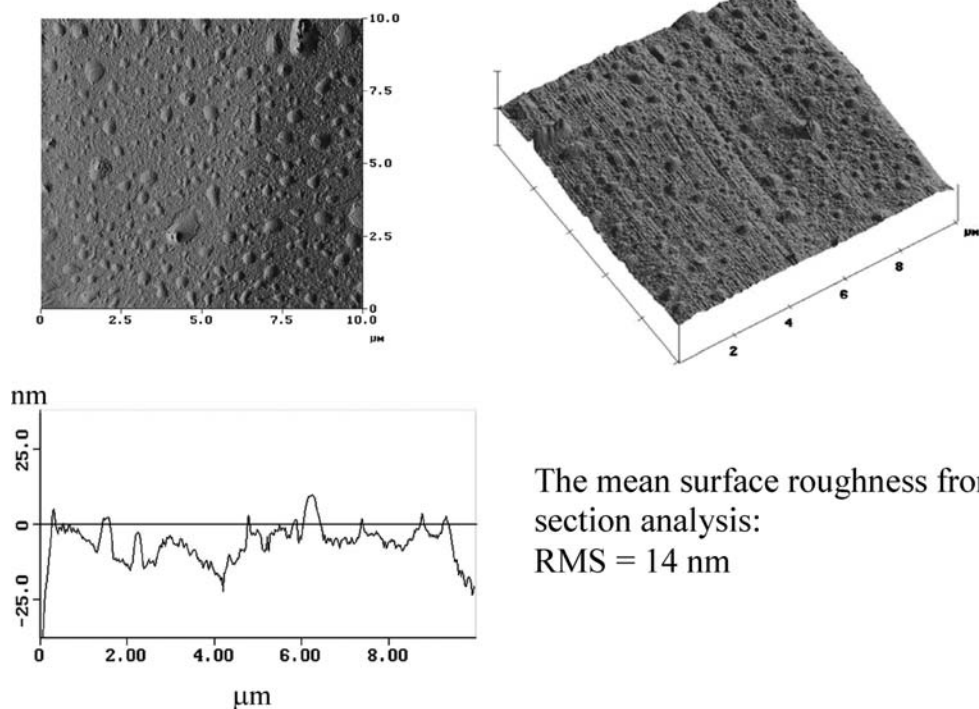 10.0
7.5
5.0
2.5
0
0 2.5 5.0 7.5 10.0
μM
μM
8
6
4
2
nm
25.0
0
-25.0
0 2.00 4.00 6.00 8.00
μm
The mean surface roughness from
section analysis:
RMS = 14 nm